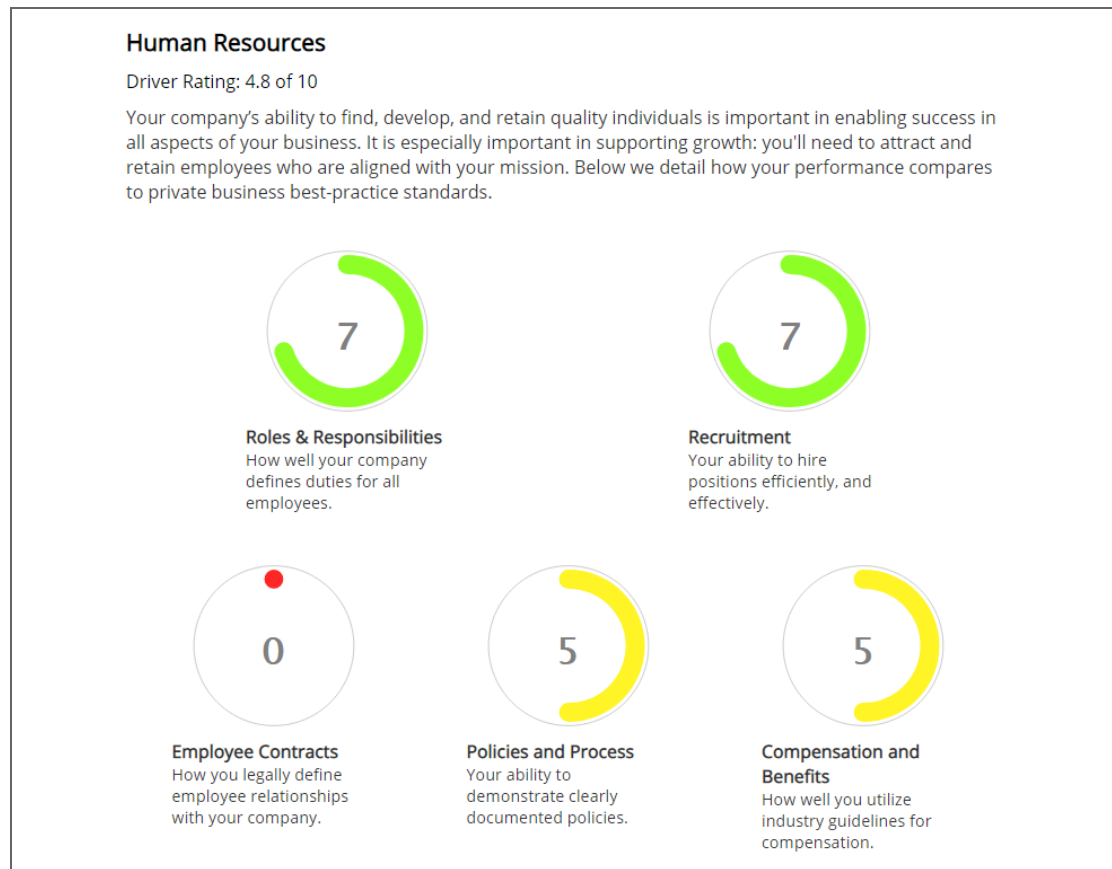 Human Resources
Driver Rating: 4.8 of 10
Your company’s ability to find, develop, and retain quality individuals is important in enabling success in
all aspects of your business. It is especially important in supporting growth: you'll need to attract and
retain employees who are aligned with your mission. Below we detail how your performance compares
to private business best-practice standards.
7
Roles & Responsibilities
How well your company
defines duties for all
employees.
7
Recruitment
Your ability to hire
positions efficiently, and
effectively.
0
Employee Contracts
How you legally define
employee relationships
with your company.
5
Policies and Process
Your ability to
demonstrate clearly
documented policies.
5
Compensation and
Benefits
How well you utilize
industry guidelines for
compensation.